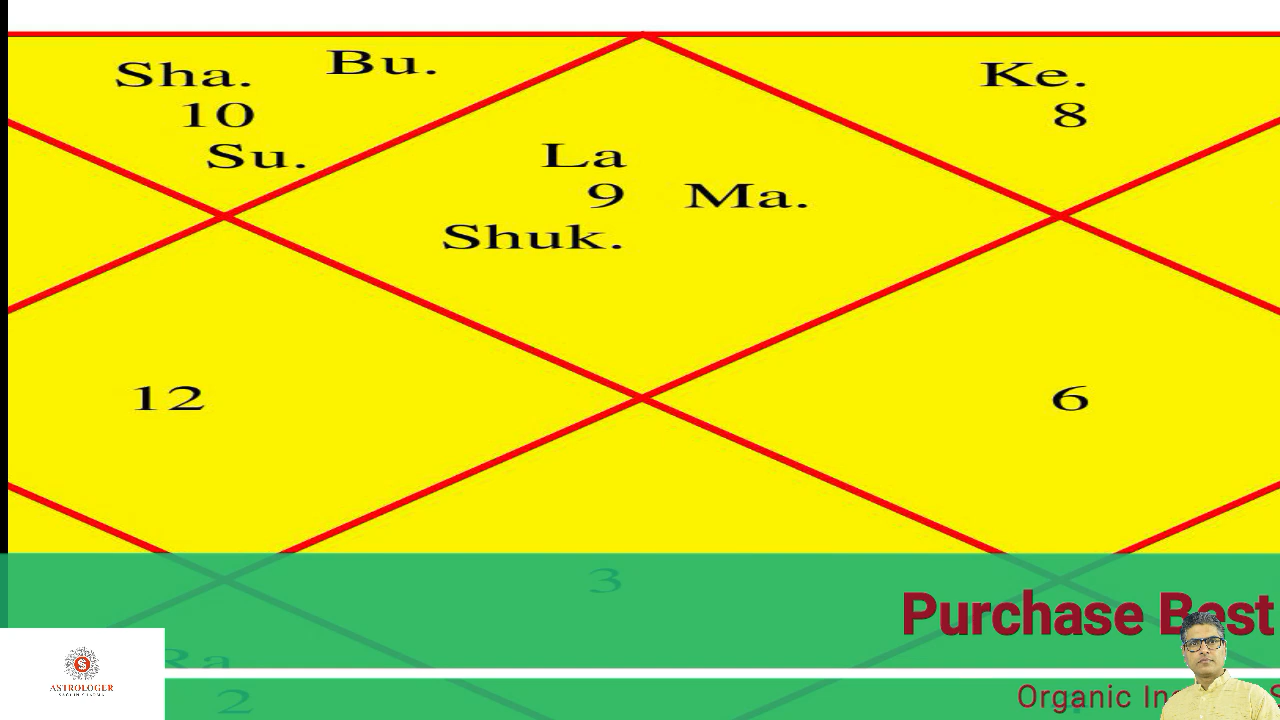 Sha. Bu.
10
Su.
La
9 Ma.
Shuk.
Ke.
8
12
6
3
Ra
2
Purchase Best
Organic In
ASTROLOGER